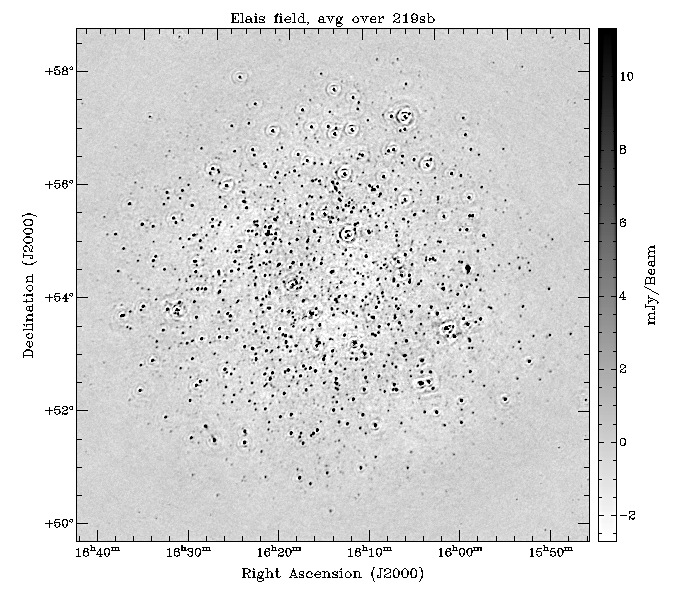 Elais field, avg over 219sb
+58°
+56°
+54°
+52°
+50°
Declination (J2000)
16ʰ40ᵐ 16ʰ30ᵐ 16ʰ20ᵐ 16ʰ10ᵐ 16ʰ00ᵐ 15ʰ50ᵐ
Right Ascension (J2000)
10
8
6
4
2
0
−2
mJy/Beam